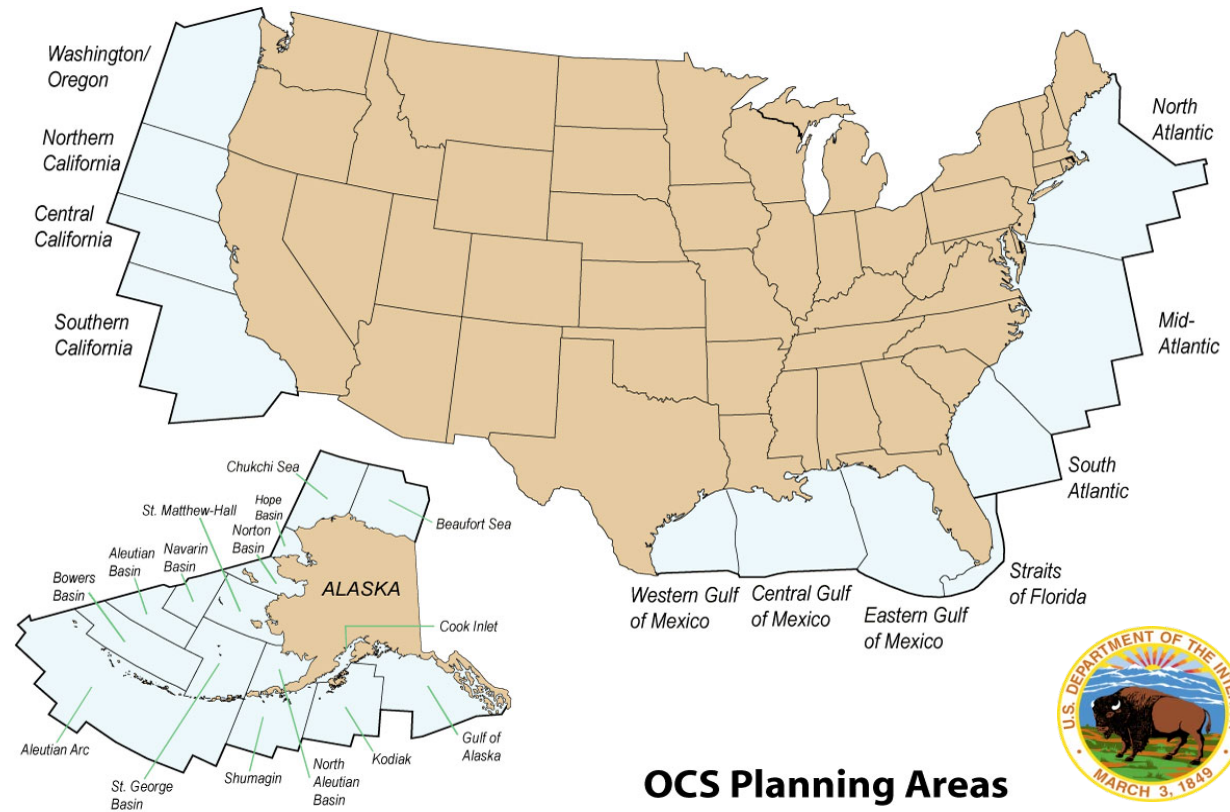 Washington/
Oregon
Northern
California
Central
California
Southern
California
North
Atlantic
Mid-
Atlantic
South
Atlantic
Straits
of Florida
Western Gulf
of Mexico
Central Gulf
of Mexico
Eastern Gulf
of Mexico
Chukchi Sea
Beaufort Sea
Hope
Basin
St. Matthew-Hall
Norton
Basin
Navarin
Basin
Aleutian
Basin
Bowers
Basin
ALASKA
Cook Inlet
Aleutian Arc
St. George
Basin
Shumagin
North
Aleutian
Basin
Kodiak
Gulf of
Alaska
OCS Planning Areas
U.S. DEPARTMENT OF THE INTE
MARCH 3, 1849